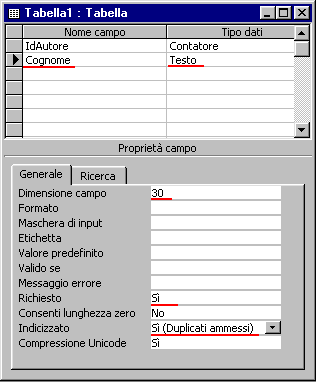 Tabella1 : Tabella
Nome campo Tipo dati
IdAutore Contatore
Cognome Testo
Proprietà campo
Generale Ricerca
Dimensione campo 30
Formato
Maschera di input
Etichetta
Valore predefinito
Valido se
Messaggio errore
Richiesto Sì
Consenti lunghezza zero No
Indicizzato Sì (Duplicati ammessi)
Compressione Unicode Sì